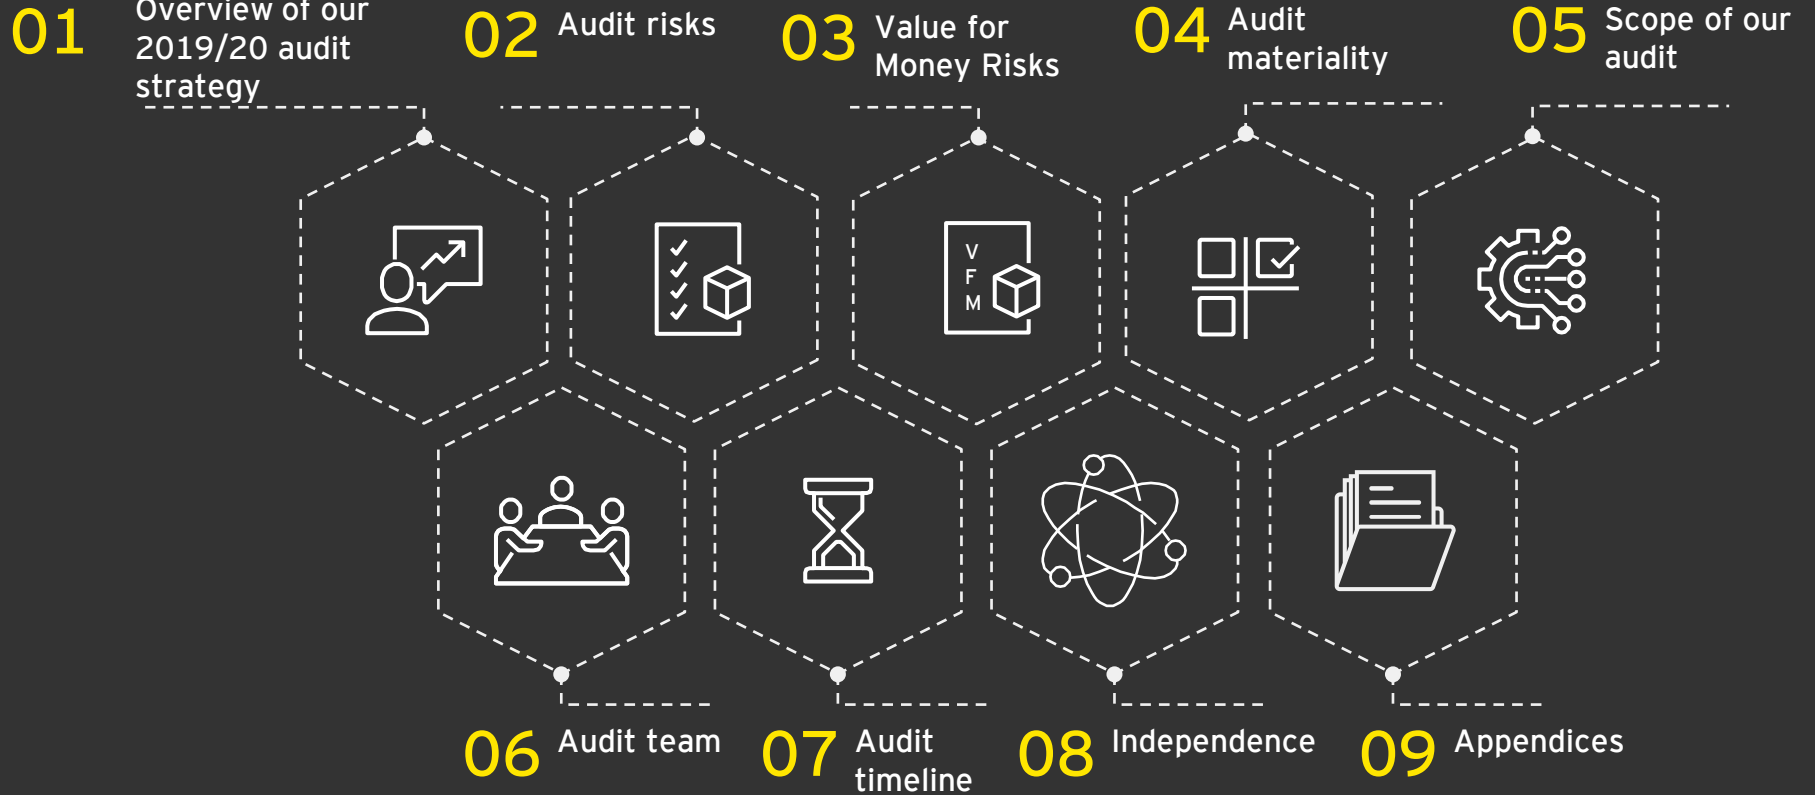 01
Overview of our
2019/20 audit
strategy
02
Audit risks
03
Value for
Money Risks
04
Audit
materiality
05
Scope of our
audit
V
F
M
06
Audit team
07
Audit
timeline
08
Independence
09
Appendices